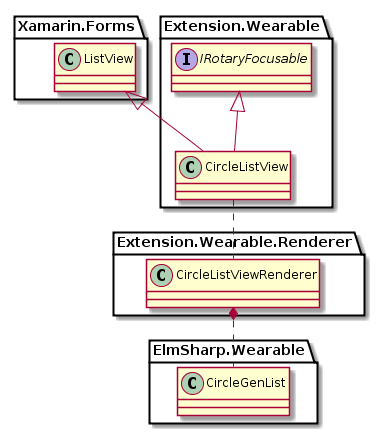 Xamarin.Forms
Extension.Wearable
C ListView
I IRotaryFocusable
C CircleListView
Extension.Wearable.Renderer
C CircleListViewRenderer
ElmSharp.Wearable
C CircleGenList